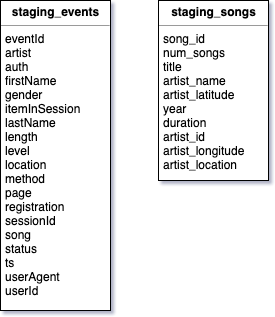 staging_events
eventId
artist
auth
firstName
gender
itemInSession
lastName
length
level
location
method
page
registration
sessionId
song
status
ts
userAgent
userId
staging_songs
song_id
num_songs
title
artist_name
artist_latitude
year
duration
artist_id
artist_longitude
artist_location